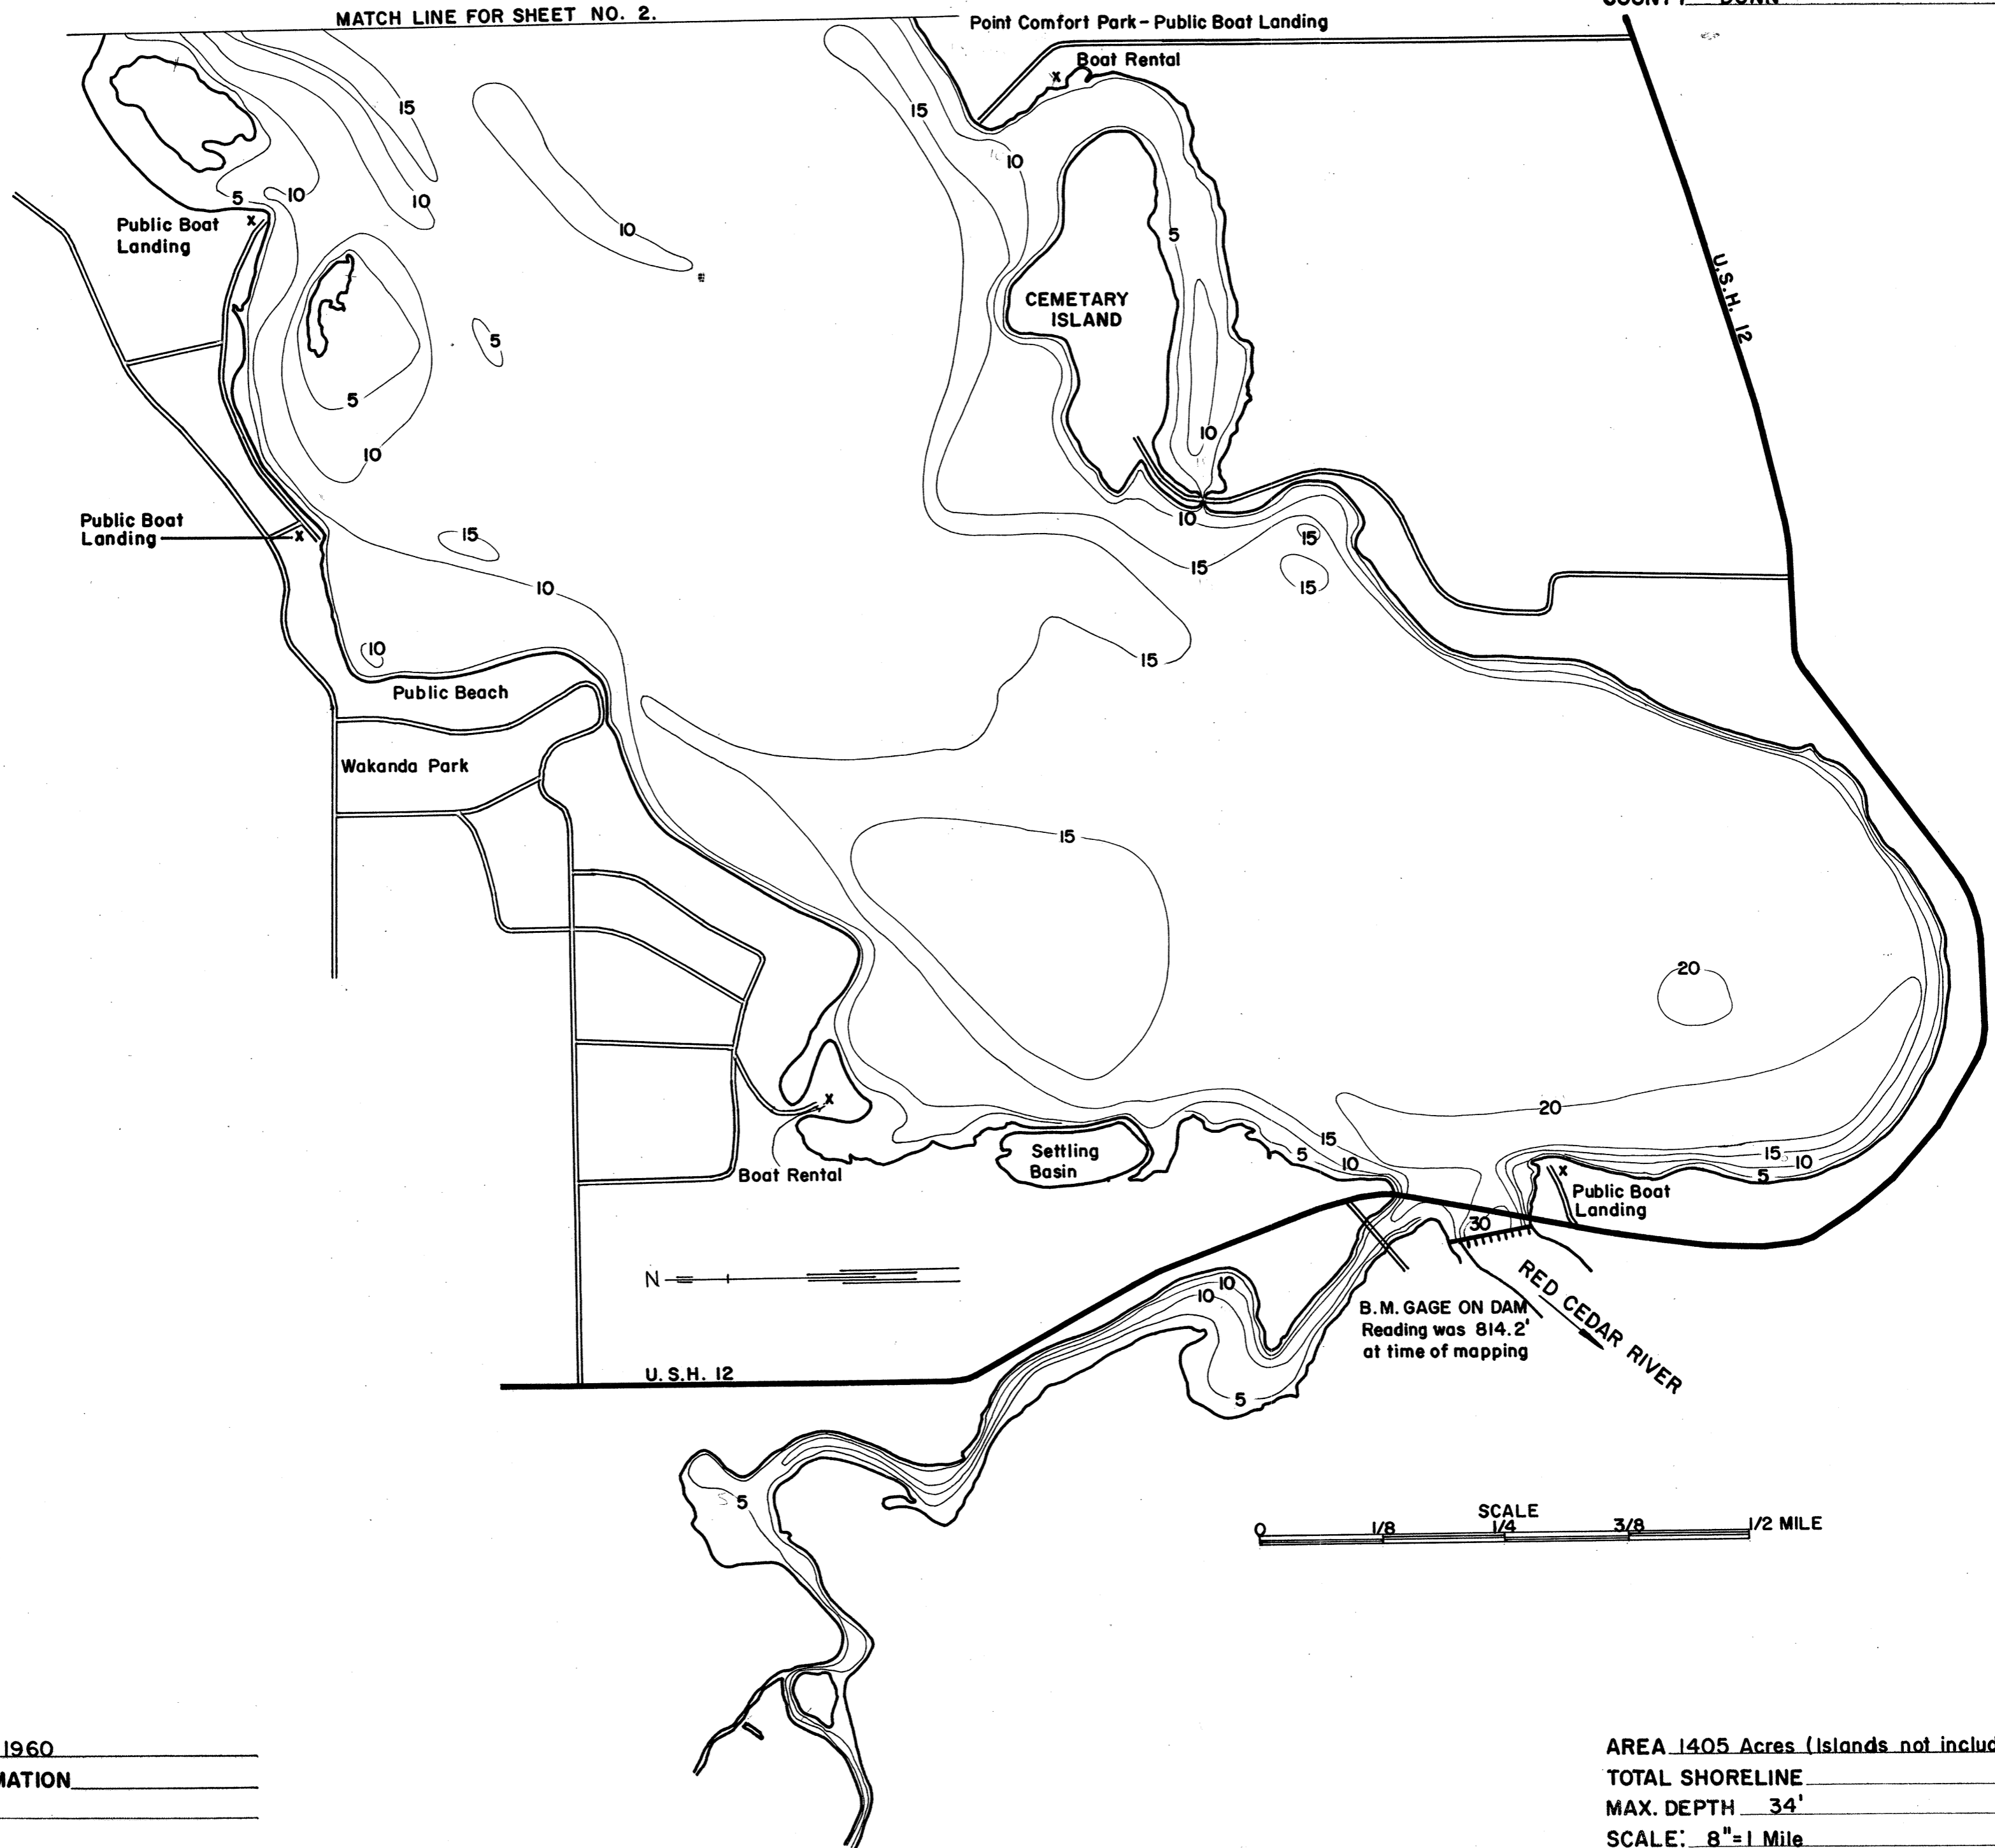 MATCH LINE FOR SHEET NO. 2.
COUNTY DUNN
Point Comfort Park - Public Boat Landing
Boat Rental
15
15
10
10
5
10
10
Public Boat
Landing
5
10
U.S.H. 12
CEMETARY
ISLAND
5
5
10
10
Public Boat
Landing
15
10
15
15
15
10
10
15
Public Beach
Wakanda Park
15
20
20
Boat Rental
Settling
Basin
15
5
10
15
10
5
Public Boat
Landing
30
N
RED CEDAR RIVER
10
10
B.M. GAGE ON DAM
Reading was 814.2'
at time of mapping
U.S.H. 12
5
5
SCALE
0 1/8 1/4 3/8 1/2 MILE
1960
MATION
AREA 1405 Acres (Islands not includ
TOTAL SHORELINE
MAX. DEPTH 34'
SCALE: 8"=1 Mile